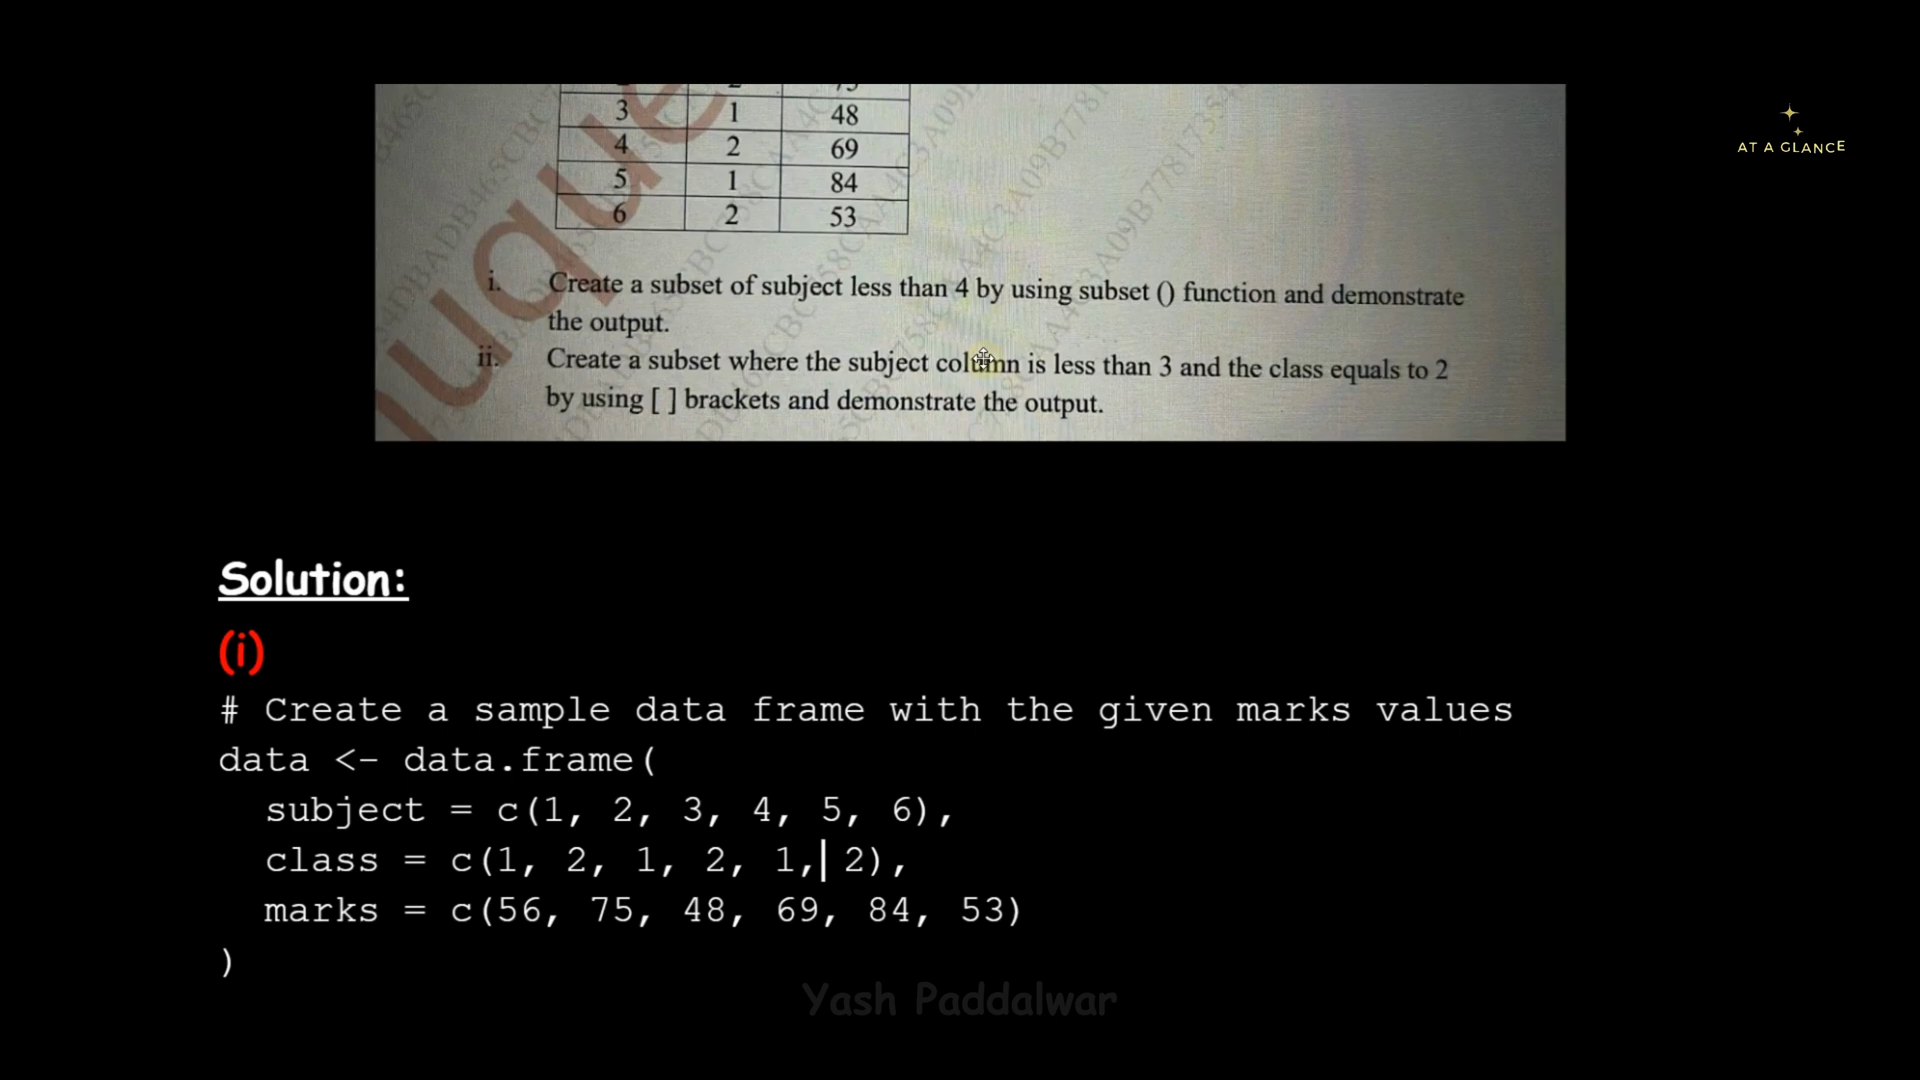 3 1 48
4 2 69
5 1 84
6 2 53
i. Create a subset of subject less than 4 by using subset () function and demonstrate
the output.
ii. Create a subset where the subject column is less than 3 and the class equals to 2
by using [ ] brackets and demonstrate the output.
AT A GLANCE
Solution:
(i)
# Create a sample data frame with the given marks values
data <- data.frame(
subject = c(1, 2, 3, 4, 5, 6),
class = c(1, 2, 1, 2, 1, 2),
marks = c(56, 75, 48, 69, 84, 53)
)
Yash Paddalwar